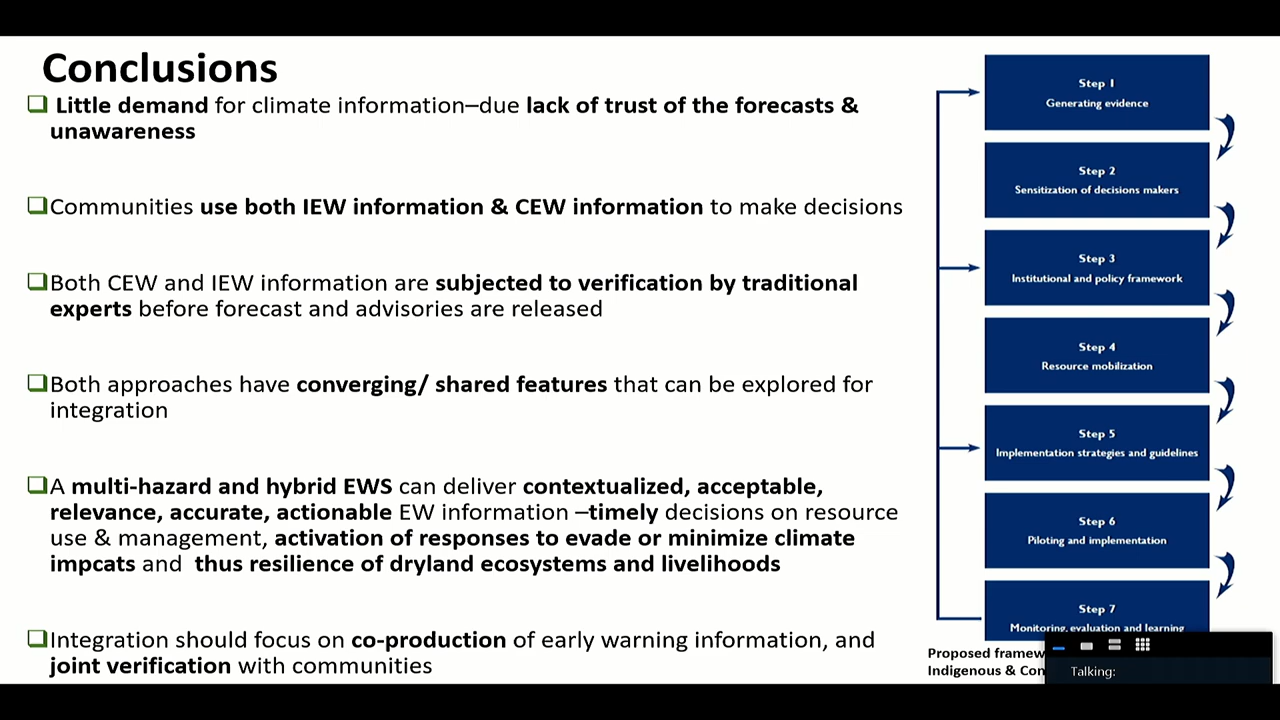 Conclusions
Little demand for climate information–due lack of trust of the forecasts &
unawareness
Communities use both IEW information & CEW information to make decisions
Both CEW and IEW information are subjected to verification by traditional
experts before forecast and advisories are released
Both approaches have converging/ shared features that can be explored for
integration
A multi-hazard and hybrid EWS can deliver contextualized, acceptable,
relevance, accurate, actionable EW information –timely decisions on resource
use & management, activation of responses to evade or minimize climate
impcats and thus resilience of dryland ecosystems and livelihoods
Integration should focus on co-production of early warning information, and
joint verification with communities
Step 1
Generating evidence
Step 2
Sensitization of decisions makers
Step 3
Institutional and policy framework
Step 4
Resource mobilization
Step 5
Implementation strategies and guidelines
Step 6
Piloting and implementation
Step 7
Monitoring, evaluation and learning
Proposed
Indigenous &
Talking: